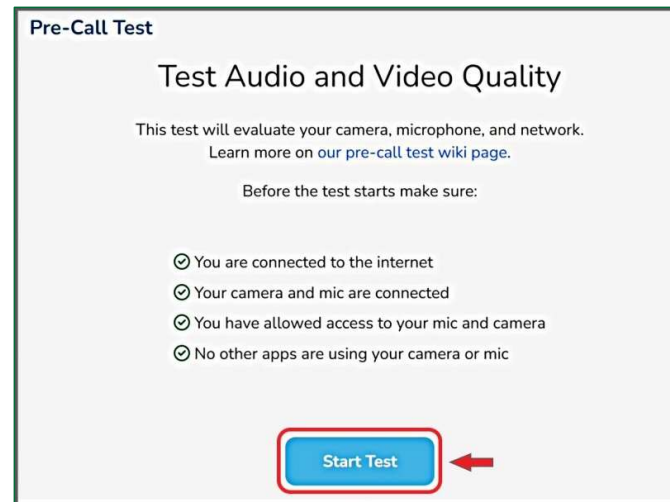 Pre-Call Test
Test Audio and Video Quality
This test will evaluate your camera, microphone, and network.
Learn more on our pre-call test wiki page.
Before the test starts make sure:
You are connected to the internet
Your camera and mic are connected
You have allowed access to your mic and camera
No other apps are using your camera or mic
Start Test